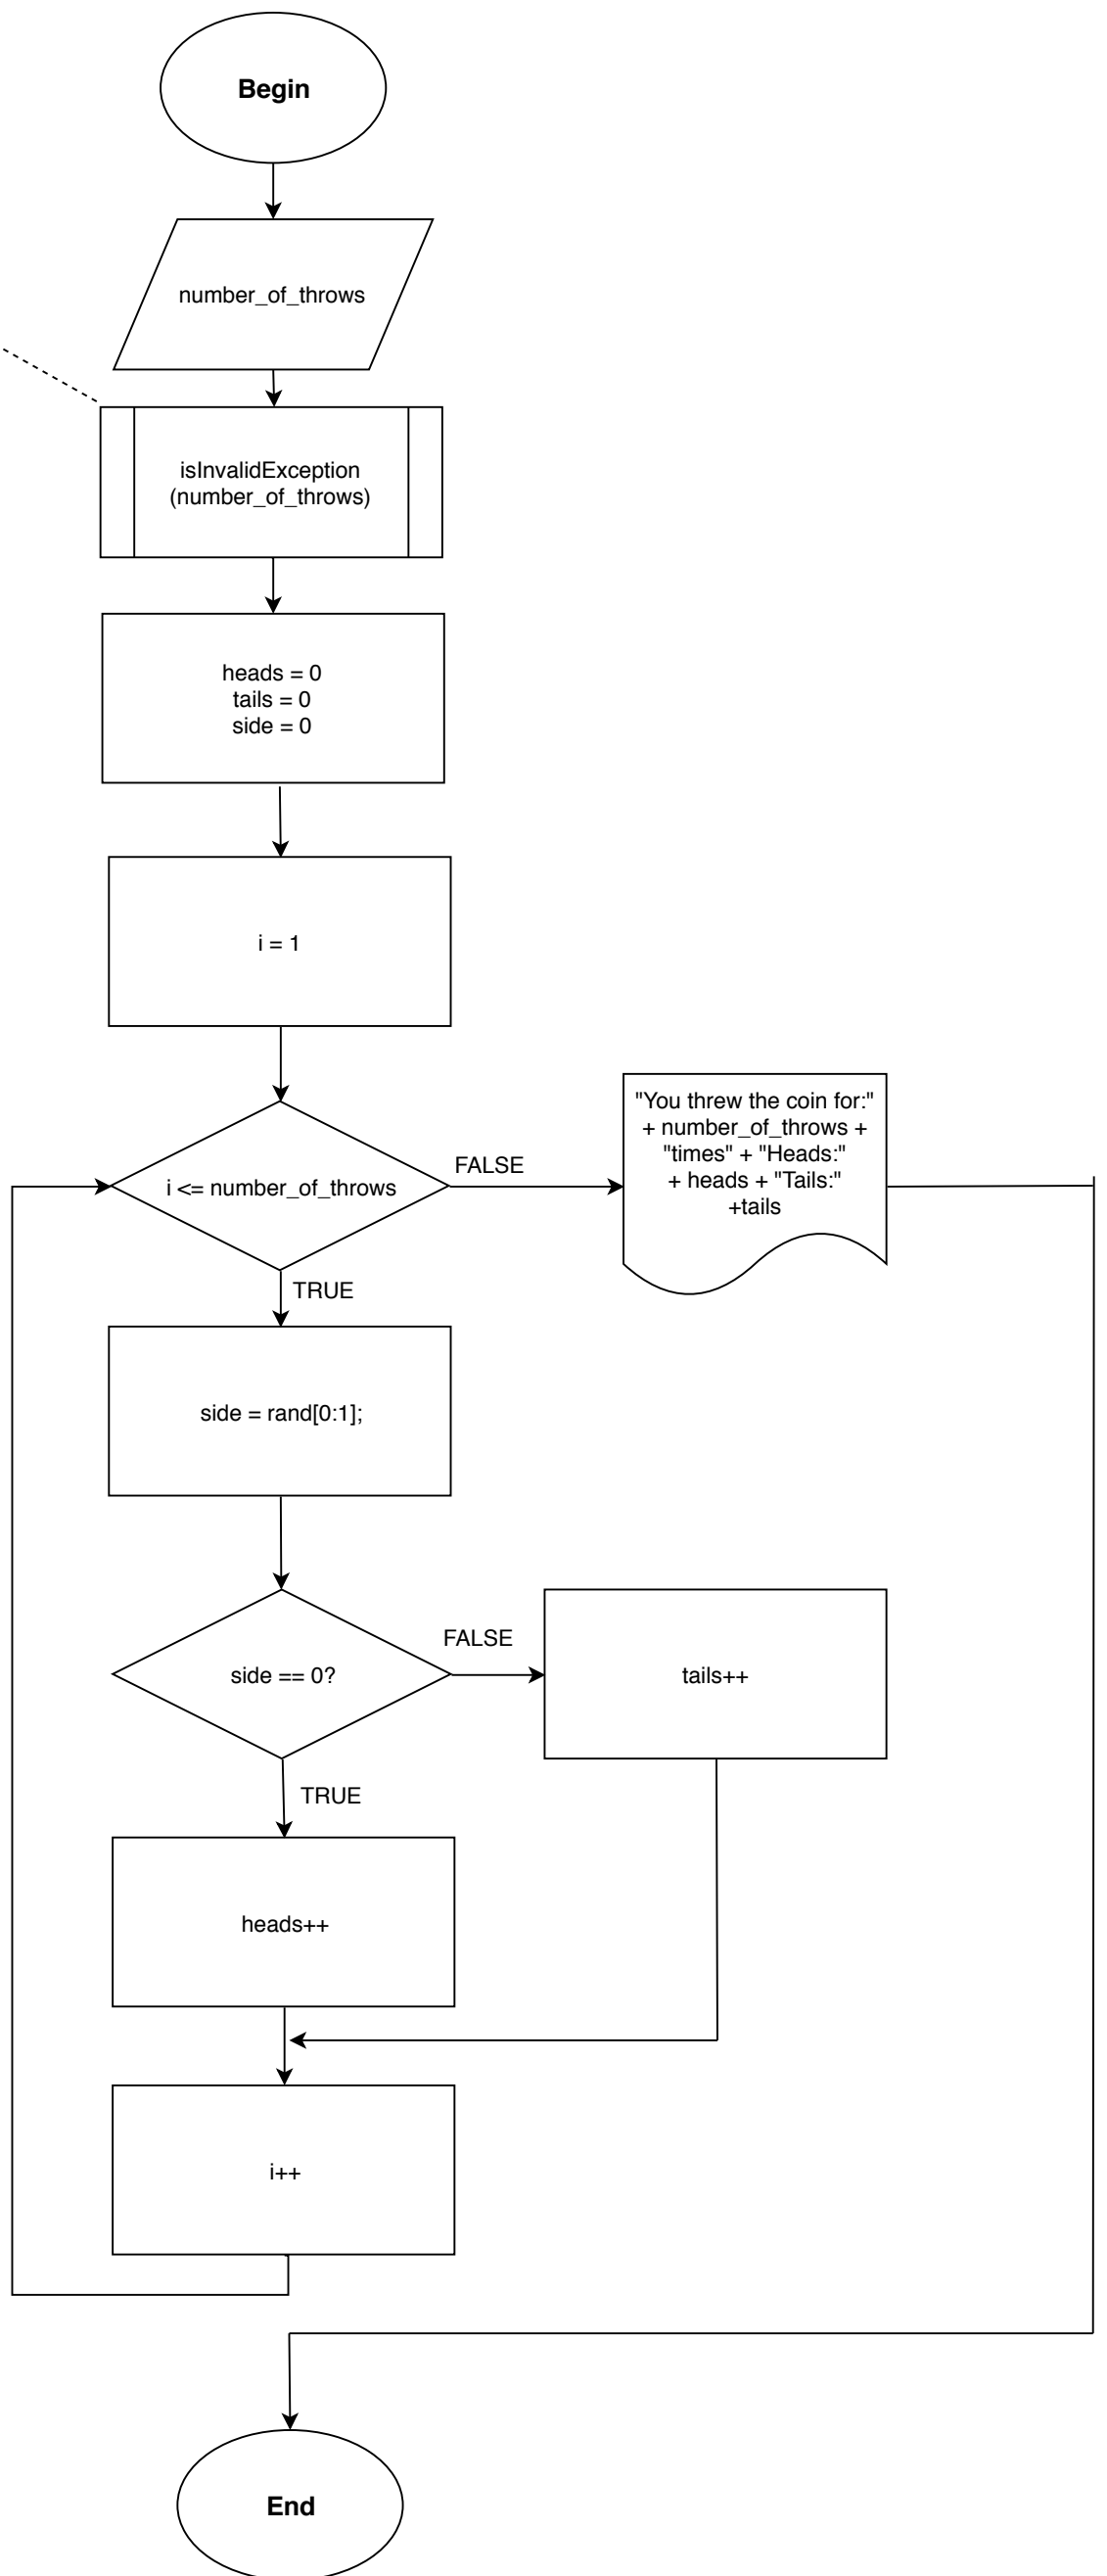 Begin
number_of_throws
isInvalidException
(number_of_throws)
heads = 0
tails = 0
side = 0
i = 1
i <= number_of_throws
FALSE
"You threw the coin for:"
+ number_of_throws +
"times" + "Heads:"
+ heads + "Tails:"
+tails
TRUE
side = rand[0:1];
side == 0?
FALSE
tails++
TRUE
heads++
i++
End